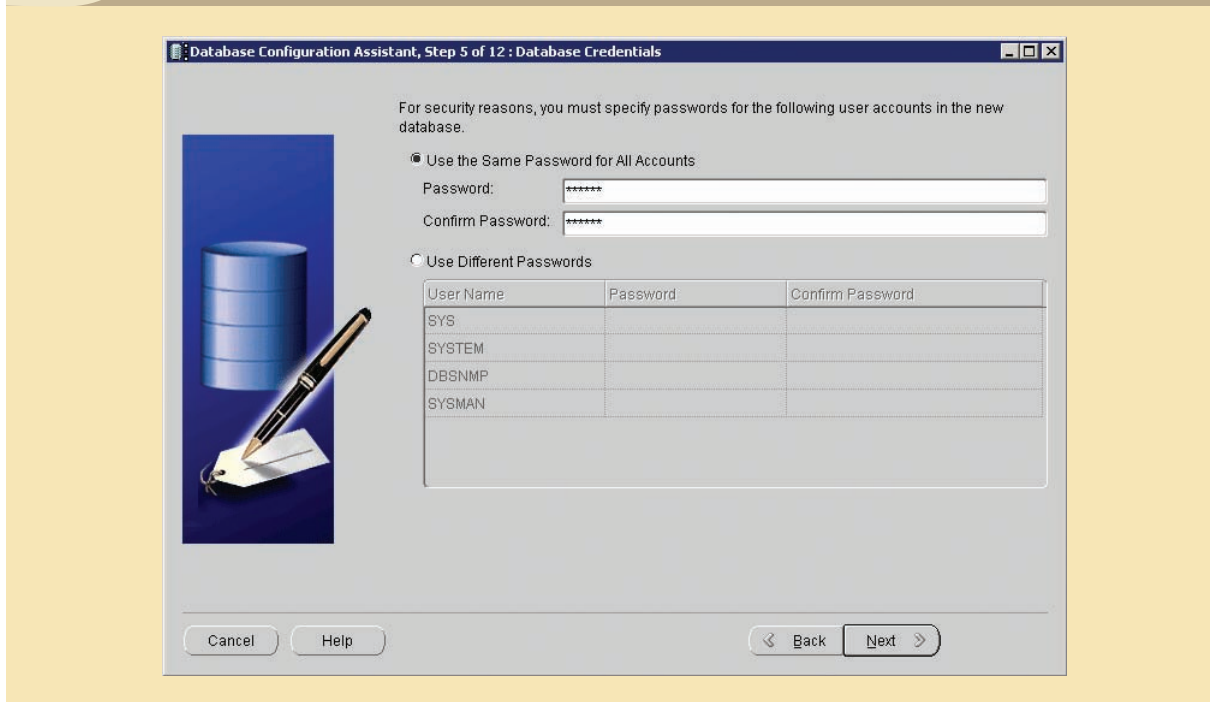 Database Configuration Assistant, Step 5 of 12 : Database Credentials
For security reasons, you must specify passwords for the following user accounts in the new
database.
Use the Same Password for All Accounts
Password: ******
Confirm Password: ******
Use Different Passwords
User Name Password Confirm Password
SYS
SYSTEM
DBSNMP
SYSMAN
Cancel Help Back Next